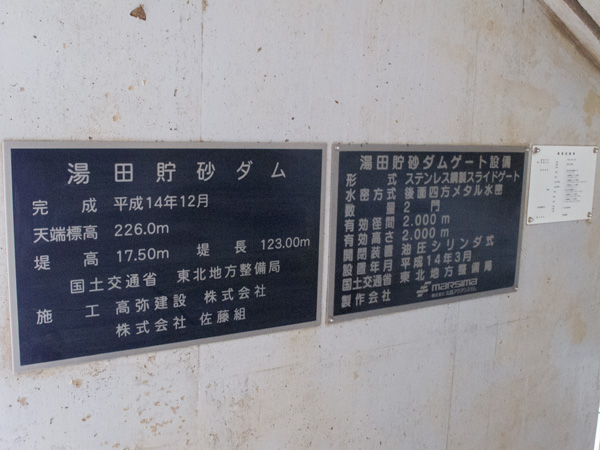 湯田貯砂ダム
完成 平成14年12月
天端標高 226.0m
堤高 17.50m 堤長 123.00m
国土交通省 東北地方整備局
施工 高弥建設 株式会社
株式会社 佐藤組
湯田貯砂ダムゲート設備
形式 ステンレス鋼製スライドゲート
水密方式 後面四方メタル水密
数量 2門
有効径間 2.000m
有効高さ 2.000m
開閉装置 油圧シリンダ式
設置年月 平成14年3月
国土交通省 東北地方整備局
製作会社 marsima